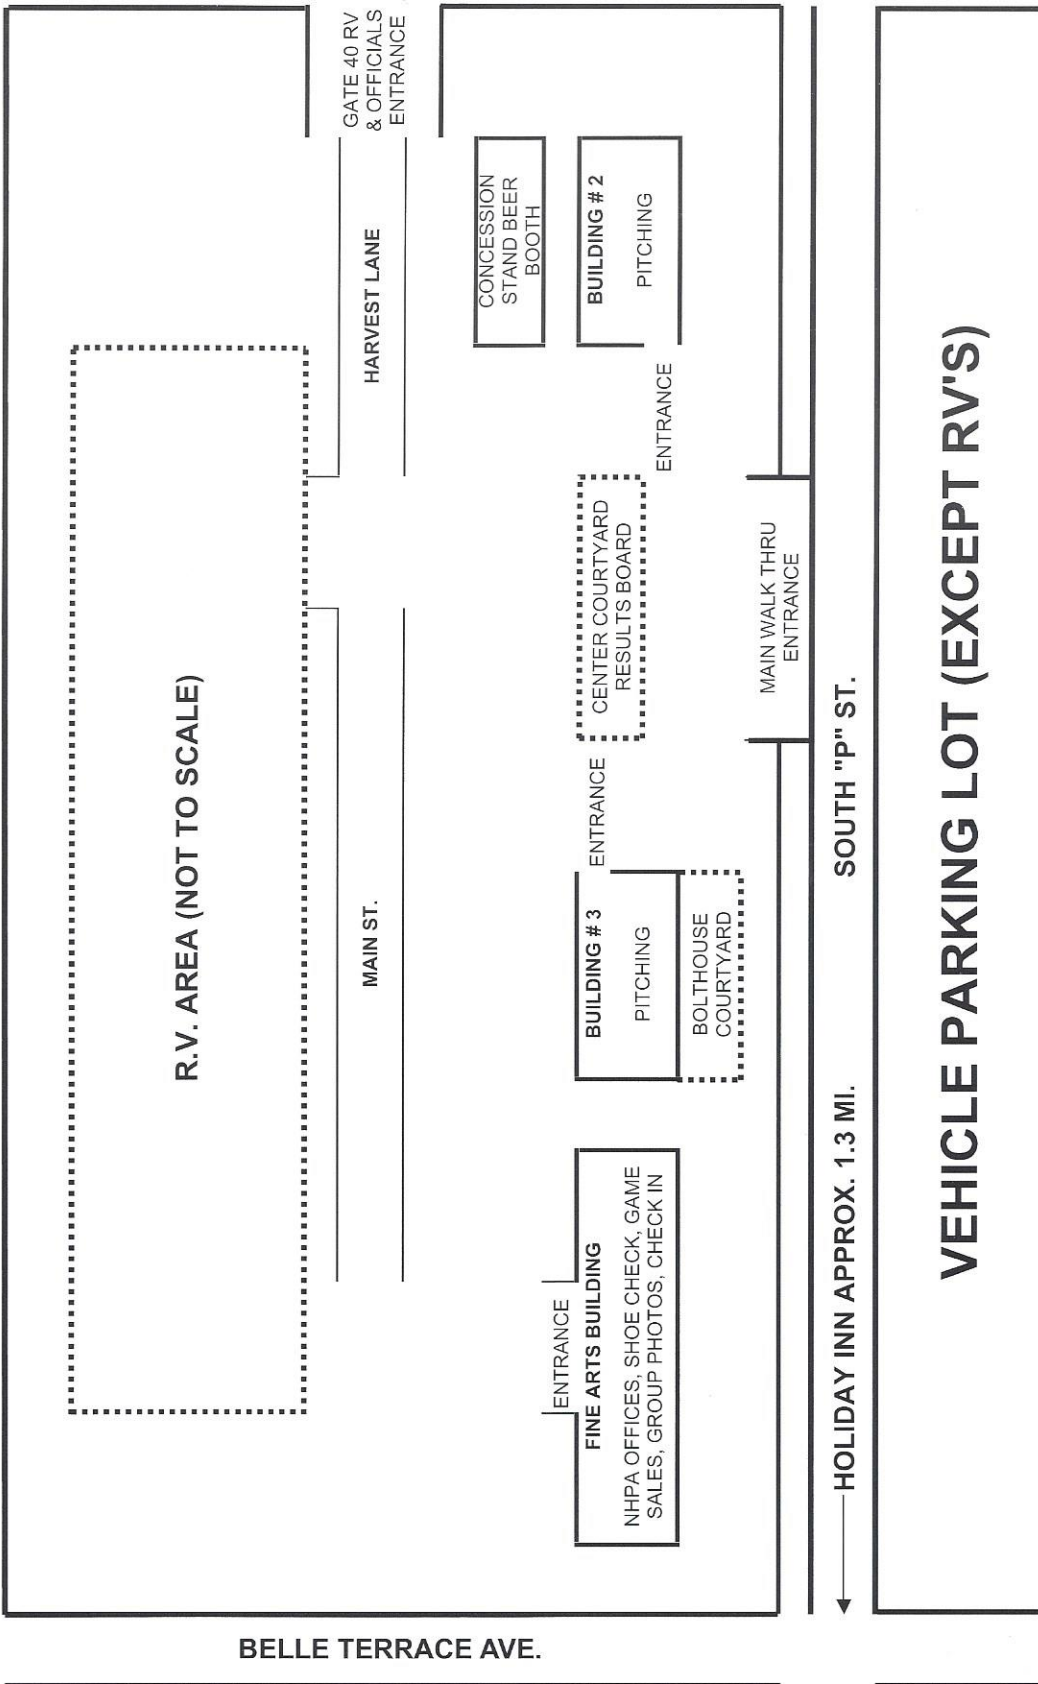 GATE 40 RV
& OFFICIALS
ENTRANCE
HARVEST LANE
CONCESSION
STAND BEER
BOOTH
BUILDING # 2
PITCHING
ENTRANCE
R.V. AREA (NOT TO SCALE)
MAIN ST.
CENTER COURTYARD
RESULTS BOARD
MAIN WALK THRU
ENTRANCE
ENTRANCE
BUILDING # 3
PITCHING
BOLTHOUSE
COURTYARD
ENTRANCE
FINE ARTS BUILDING
NHPA OFFICES, SHOE CHECK, GAME
SALES, GROUP PHOTOS, CHECK IN
HOLIDAY INN APPROX. 1.3 MI.
SOUTH "P" ST.
VEHICLE PARKING LOT (EXCEPT RV'S)
BELLE TERRACE AVE.